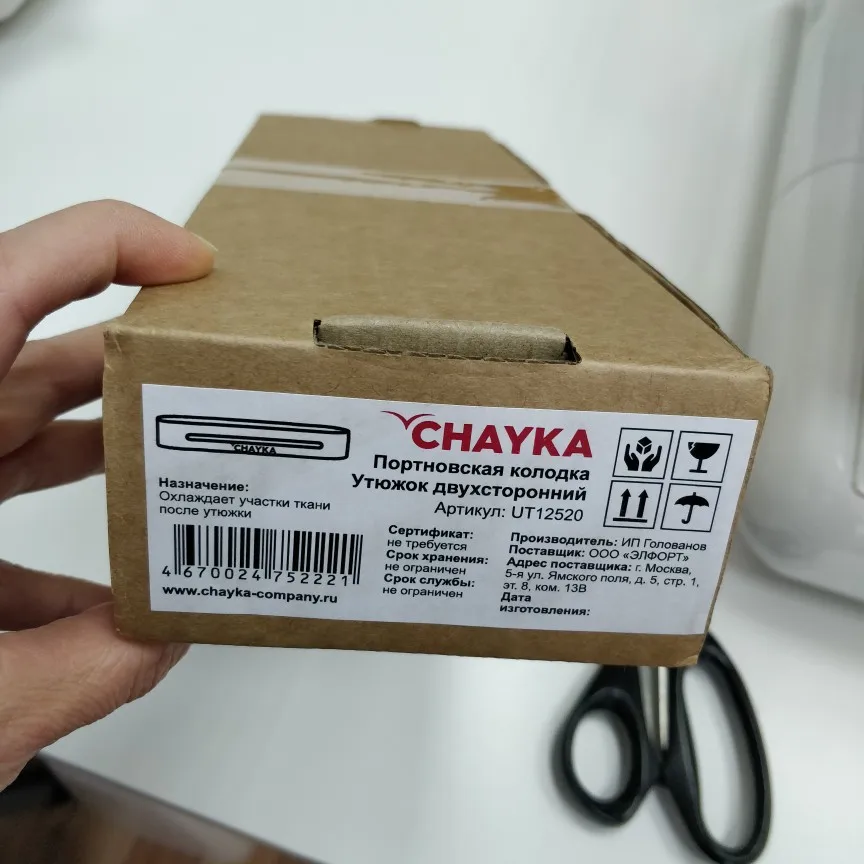 CHAYKA
CHAYKA
Портновская колодка
Утюжок двухсторонний
Артикул: UT12520
Назначение:
Охлаждает участки ткани
после утюжки
4 670024 752221
www.chayka-company.ru
Сертификат:
не требуется
Срок хранения:
не ограничен
Срок службы:
не ограничен
Производитель: ИП Голованов
Поставщик: ООО «ЭЛФОРТ»
Адрес поставщика: г. Москва,
5-я ул. Ямского поля, д. 5, стр. 1,
эт. 8, ком. 13В
Дата
изготовления: